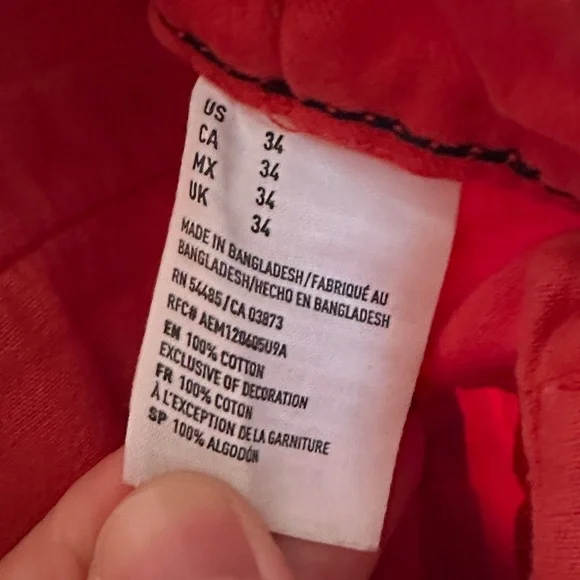 US 34
CA 34
MX 34
UK 34
MADE IN BANGLADESH/FABRIQUÉ AU
BANGLADESH/HECHO EN BANGLADESH
RN 54485/CA 03873
RFC# AEM120605U9A
EN 100% COTTON
EXCLUSIVE OF DECORATION
FR 100% COTON
À L'EXCEPTION DE LA GARNITURE
SP 100% ALGODÓN